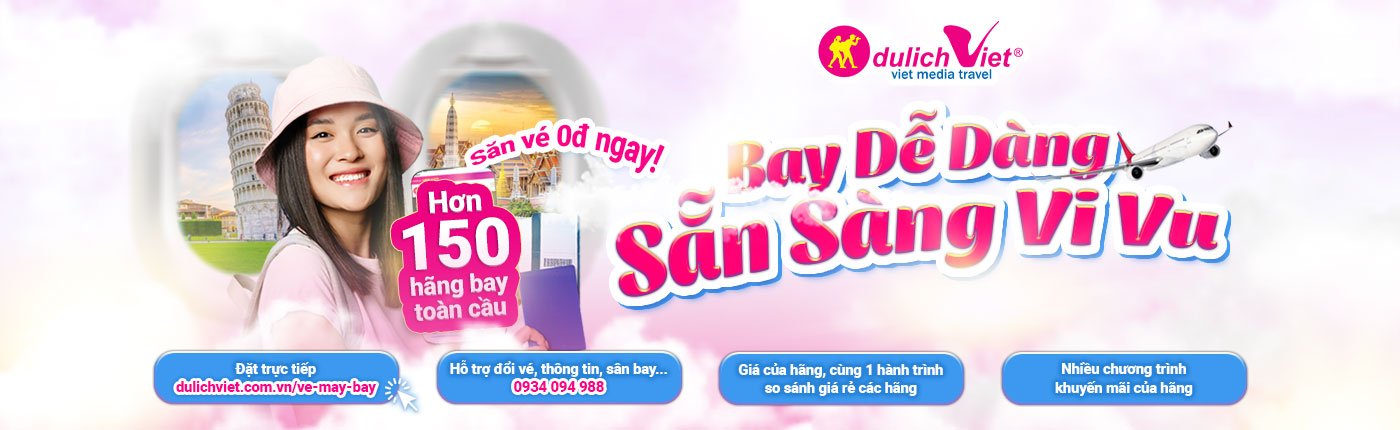 dulichViet®
viet media travel
Săn vé 0đ ngay!
Bay Dễ Dàng
Sẵn Sàng Vi Vu
Hơn
150
hãng bay
toàn cầu
Đặt trực tiếp
dulichviet.com.vn/ve-may-bay
Hỗ trợ đổi vé, thông tin, sân bay...
0934 094 988
Giá của hãng, cùng 1 hành trình
so sánh giá rẻ các hãng
Nhiều chương trình
khuyến mãi của hãng